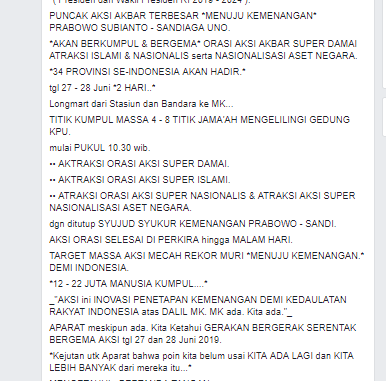 ( Presiden dan Wakil Presiden RI 2019 - 2024 ).
PUNCAK AKSI AKBAR TERBESAR *MENUJU KEMENANGAN*
PRABOWO SUBIANTO - SANDIAGA UNO.
*AKAN BERKUMPUL & BERGEMA* ORASI AKSI AKBAR SUPER DAMAI
ATRAKSI ISLAMI & NASIONALIS serta NASIONALISASI ASET NEGARA.
*34 PROVINSI SE-INDONESIA AKAN HADIR.*
tgl 27 - 28 Juni *2 HARI..*
Longmart dari Stasiun dan Bandara ke MK...
TITIK KUMPUL MASSA 4 - 8 TITIK JAMA'AH MENGELILINGI GEDUNG
KPU.
mulai PUKUL 10.30 wib.
•• AKTRAKSI ORASI AKSI SUPER DAMAI.
•• AKTRAKSI ORASI AKSI SUPER ISLAMI.
•• ATRAKSI ORASI AKSI SUPER NASIONALIS & ATRAKSI AKSI SUPER
NASIONALISASI ASET NEGARA.
dgn ditutup SYUJUD SYUKUR KEMENANGAN PRABOWO - SANDI.
AKSI ORASI SELESAI DI PERKIRA hingga MALAM HARI.
TARGET MASSA AKSI MECAH REKOR MURI *MENUJU KEMENANGAN.*
DEMI INDONESIA.
*12 - 22 JUTA MANUSIA KUMPUL....*
_"AKSI ini INOVASI PENETAPAN KEMENANGAN DEMI KEDAULATAN
RAKYAT INDONESIA atas DALIL MK. MK ada. Kita ada."_
APARAT meskipun ada. Kita Ketahui GERAKAN BERGERAK SERENTAK
BERGEMA AKSI tgl 27 dan 28 Juni 2019.
*Kejutan utk Aparat bahwa poin kita belum usai KITA ADA LAGI dan KITA
LEBIH BANYAK dari mereka itu...*